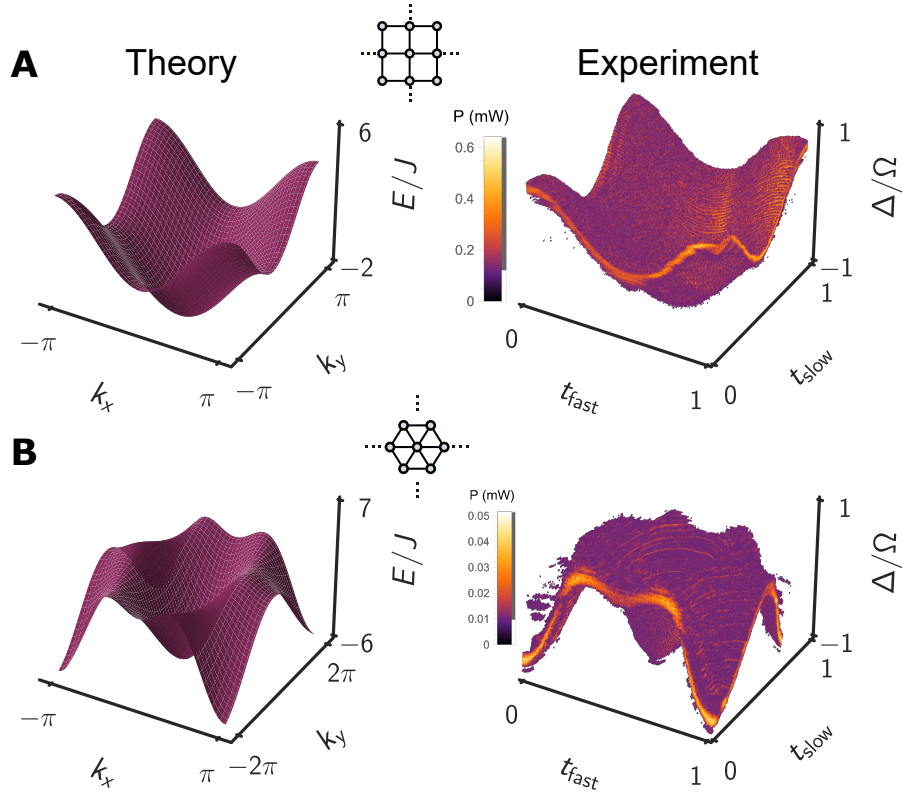 A
Theory
Experiment
6
E/J
−2
π
k_y
−π
k_x
π
−π
P (mW)
0.6
0.4
0.2
0
1
Δ/Ω
−1
1
t_slow
0
t_fast
1
0
B
7
E/J
−6
2π
k_y
−π
k_x
π
−2π
P (mW)
0.05
0.04
0.03
0.02
0.01
0
1
Δ/Ω
−1
1
t_slow
0
t_fast
1
0